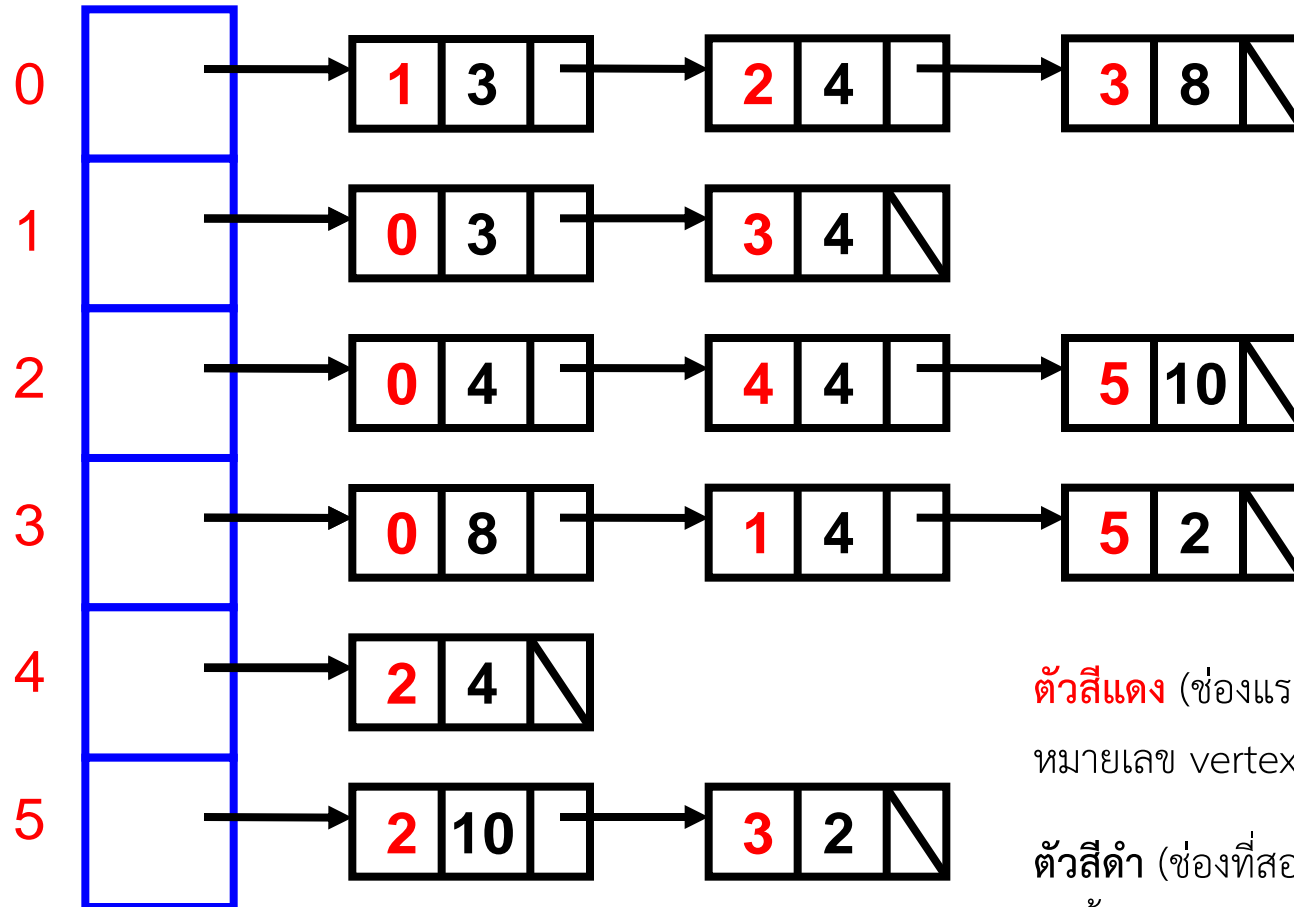 0 1 3 2 4 3 8
1 0 3 3 4
2 0 4 4 4 5 10
3 0 8 1 4 5 2
4 2 4
ตัวสีแดง (ช่องแร
หมายเลข vertex
5 2 10 3 2
ตัวสีดำ (ช่องที่สอ